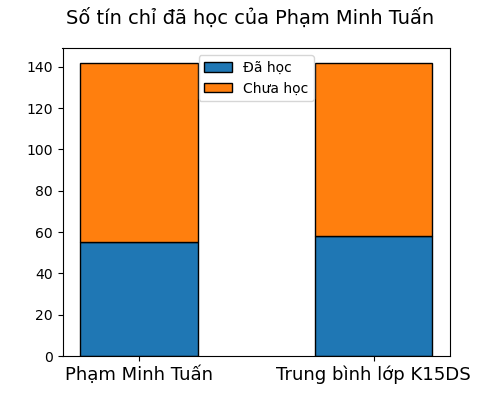 Số tín chỉ đã học của Phạm Minh Tuấn
Đã học
Chưa học
140
120
100
80
60
40
20
0
Phạm Minh Tuấn
Trung bình lớp K15DS